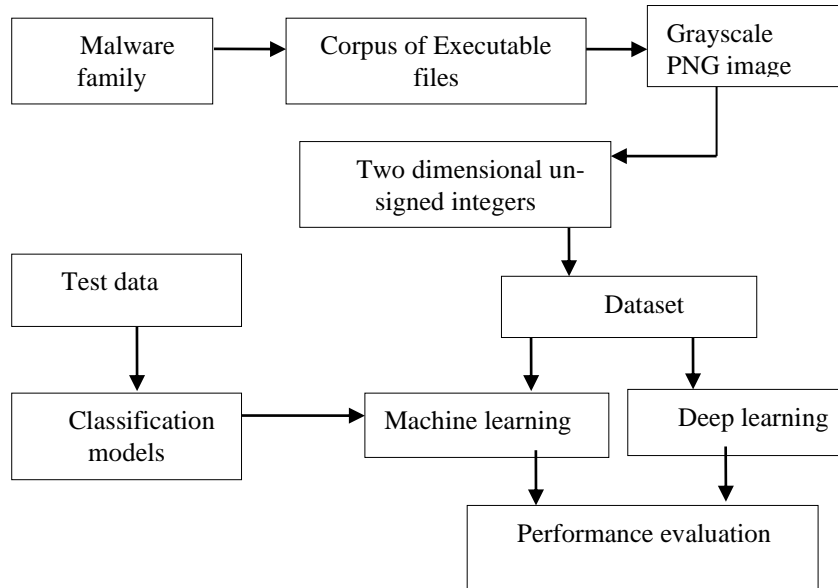 Malware
family
Corpus of Executable
files
Grayscale
PNG image
Two dimensional un-
signed integers
Test data
Dataset
Classification
models
Machine learning
Deep learning
Performance evaluation